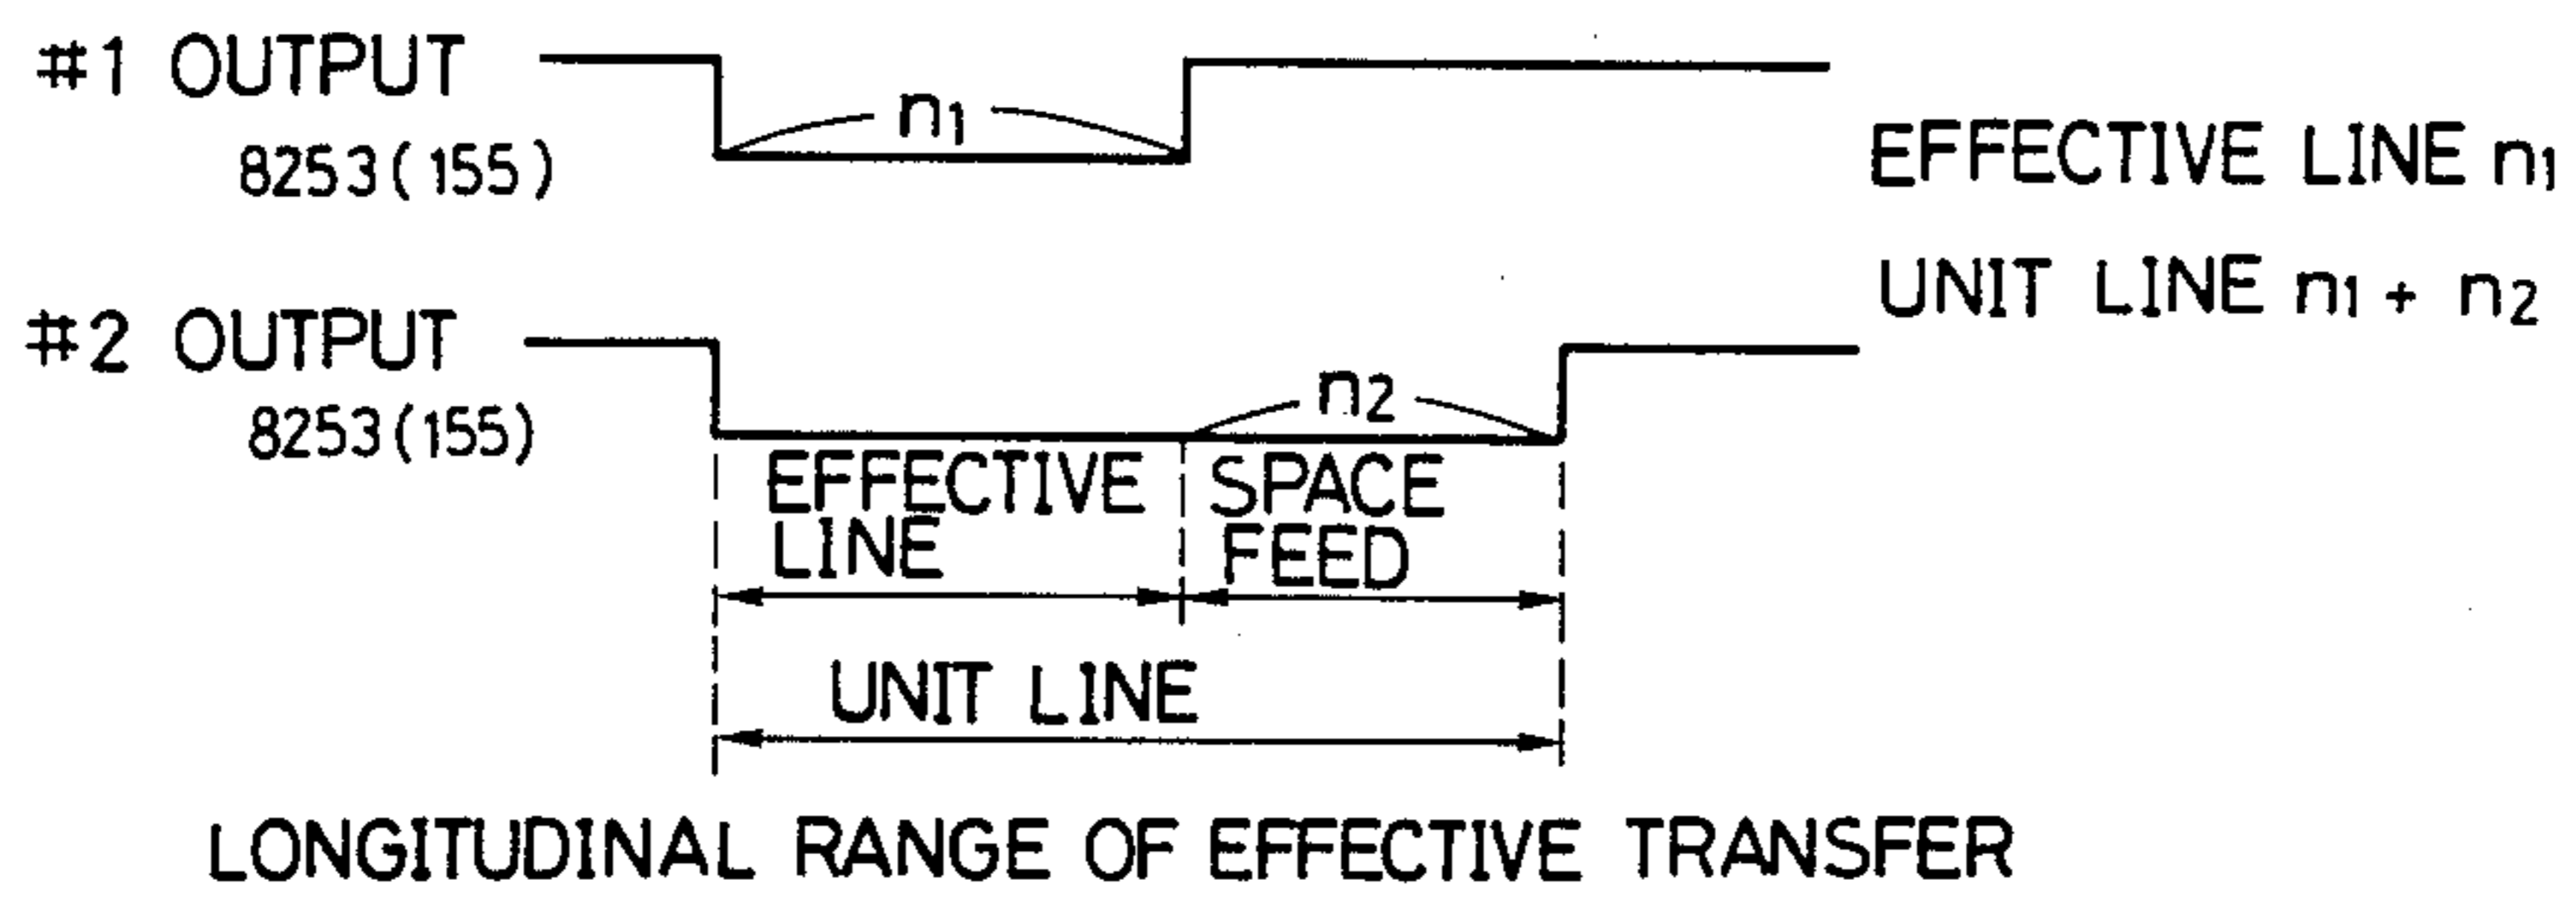 #1 OUTPUT
8253(155)
n1
EFFECTIVE LINE n1
UNIT LINE n1 + n2
#2 OUTPUT
8253(155)
n2
EFFECTIVE
LINE
SPACE
FEED
UNIT LINE
LONGITUDINAL RANGE OF EFFECTIVE TRANSFER